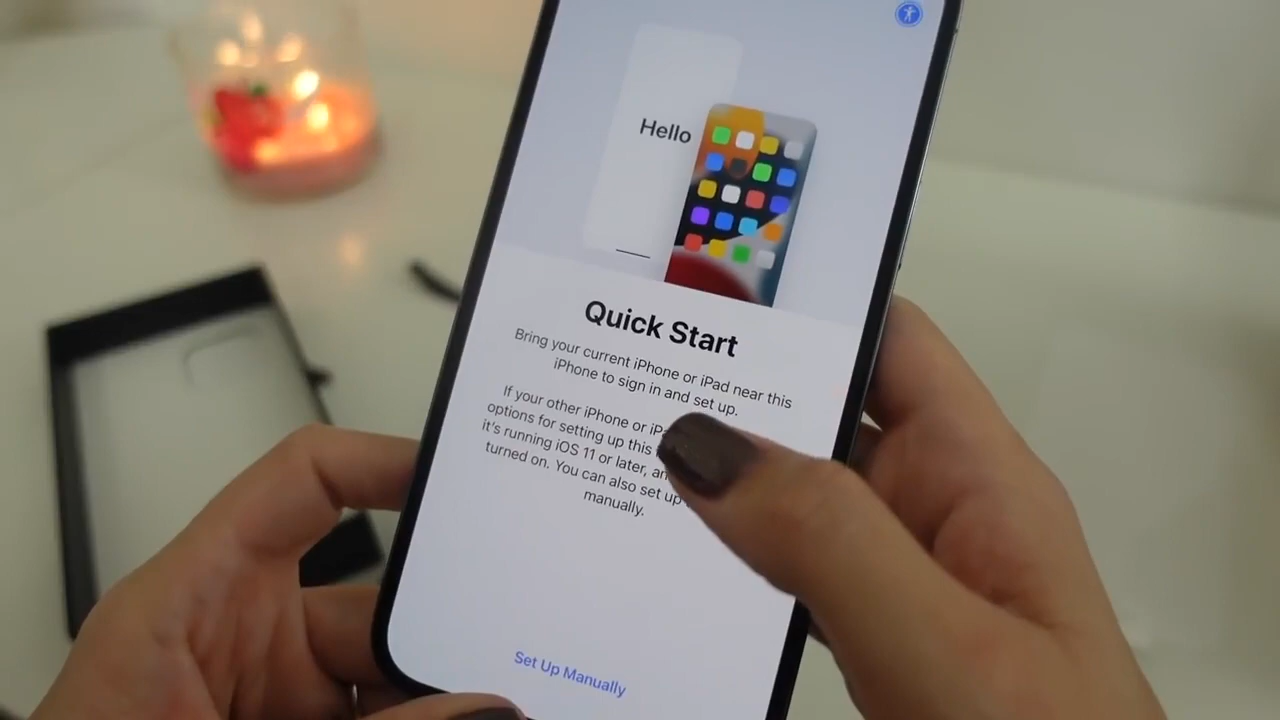 Hello
Quick Start
Bring your current iPhone or iPad near this
iPhone to sign in and set up.
If your other iPhone or iPa
options for setting up this
it's running iOS 11 or later, an
turned on. You can also set up
manually.
Set Up Manually